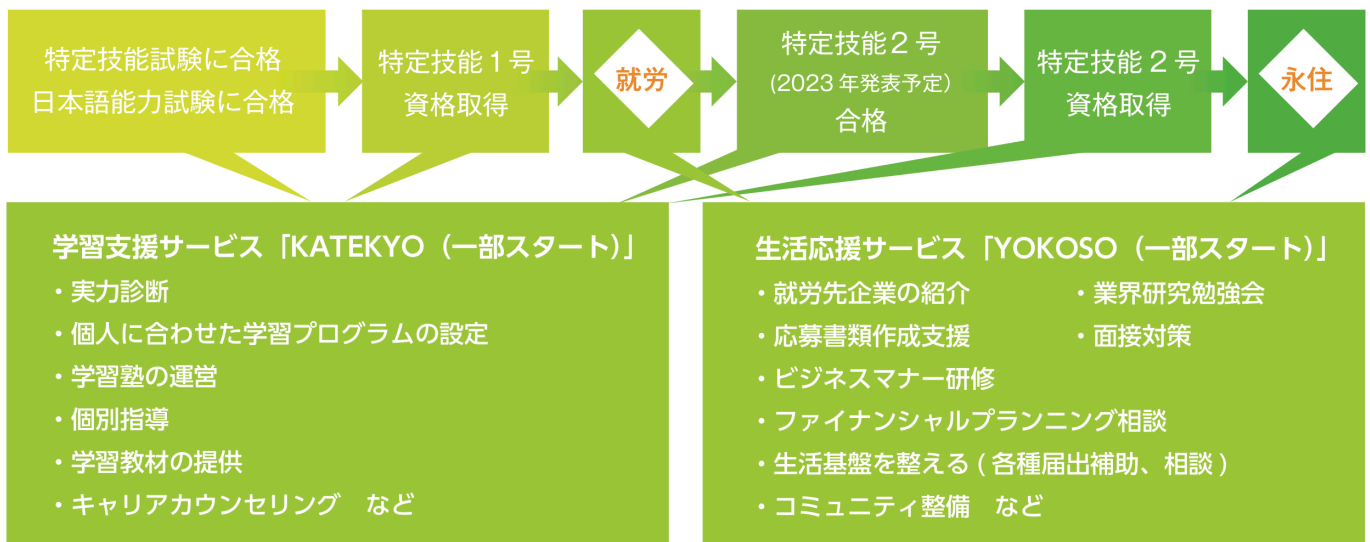 特定技能試験に合格
日本語能力試験に合格
特定技能１号
資格取得
就労
特定技能２号
(2023年発表予定)
合格
特定技能２号
資格取得
永住
学習支援サービス「KATEKYO（一部スタート）」
・実力診断
・個人に合わせた学習プログラムの設定
・学習塾の運営
・個別指導
・学習教材の提供
・キャリアカウンセリング　など
生活応援サービス「YOKOSO（一部スタート）」
・就労先企業の紹介　・業界研究勉強会
・応募書類作成支援　・面接対策
・ビジネスマナー研修
・ファイナンシャルプランニング相談
・生活基盤を整える(各種届出補助、相談)
・コミュニティ整備　など